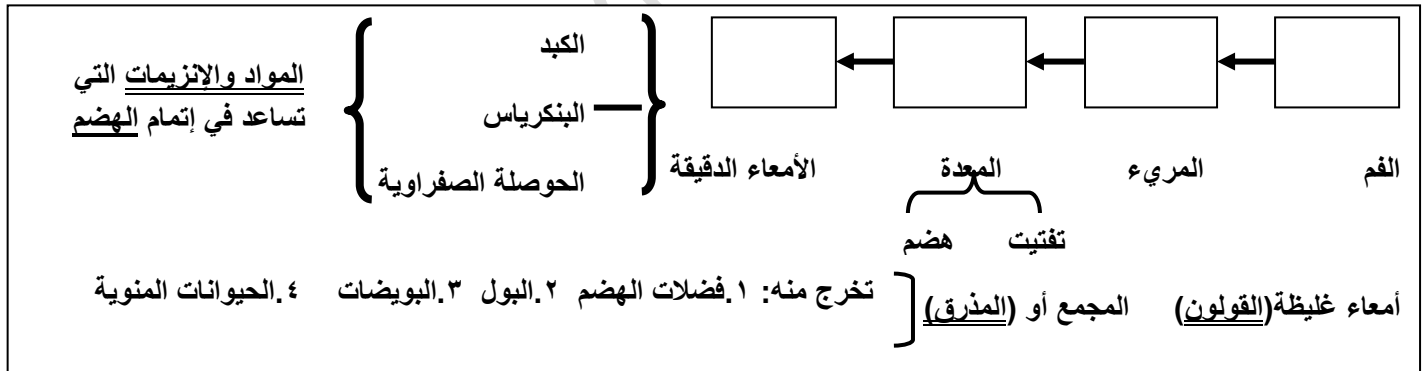 الفم المريء المعدة الأمعاء الدقيقة
الكبد
البنكرياس
الحوصلة الصفراوية
المواد والإنزيمات التي
تساعد في إتمام الهضم
تفتيت هضم
أمعاء غليظة(القولون) المجمع أو (المذرق)
تخرج منه: ١.فضلات الهضم ٢.البول ٣.البويضات ٤.الحيوانات المنوية